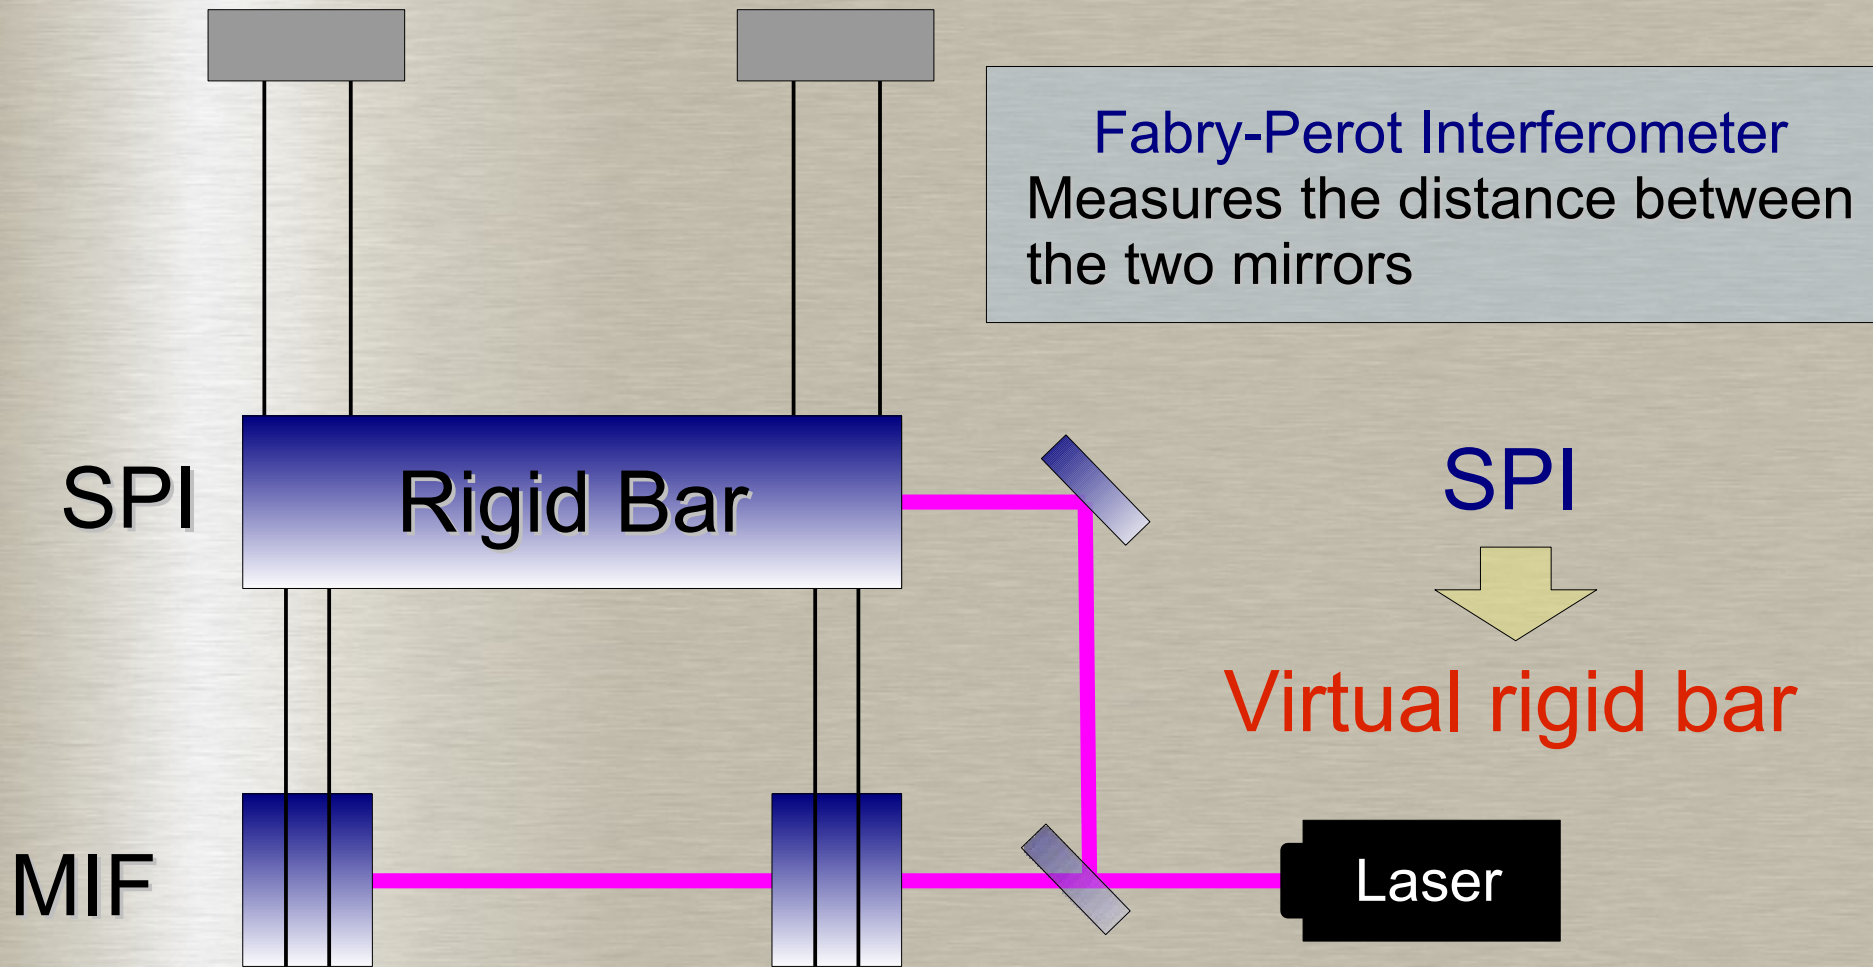 Fabry-Perot Interferometer
Measures the distance between
the two mirrors
SPI
Rigid Bar
SPI
Virtual rigid bar
MIF
Laser